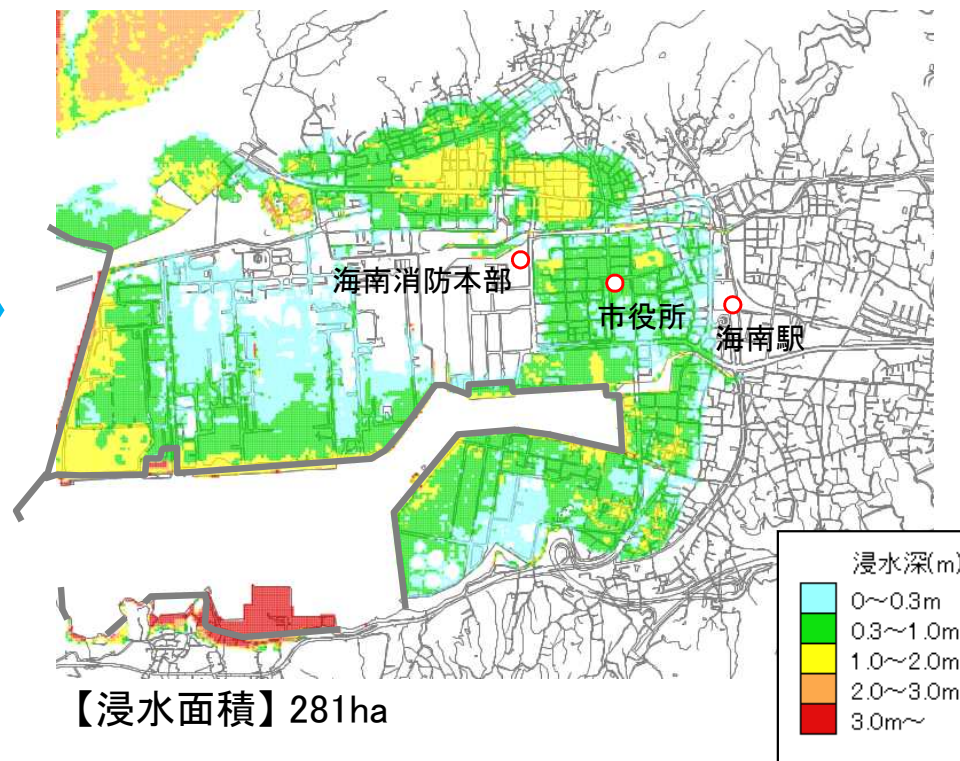 海南消防本部
市役所
海南駅
浸水深(m)
0～0.3m
0.3～1.0m
1.0～2.0m
2.0～3.0m
3.0m～
【浸水面積】281ha